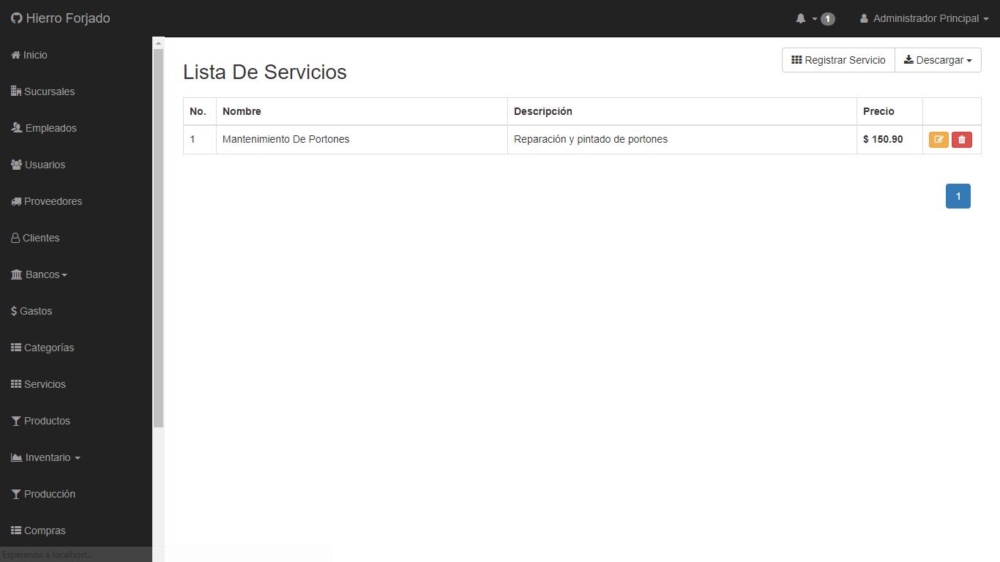 Hierro Forjado
1
Administrador Principal
Inicio
Sucursales
Empleados
Usuarios
Proveedores
Clientes
Bancos
$ Gastos
Categorías
Servicios
Productos
Inventario
Producción
Compras
Esperando a localhost...
Lista De Servicios
Registrar Servicio
Descargar
No. Nombre Descripción Precio
1 Mantenimiento De Portones Reparación y pintado de portones $ 150.90
1